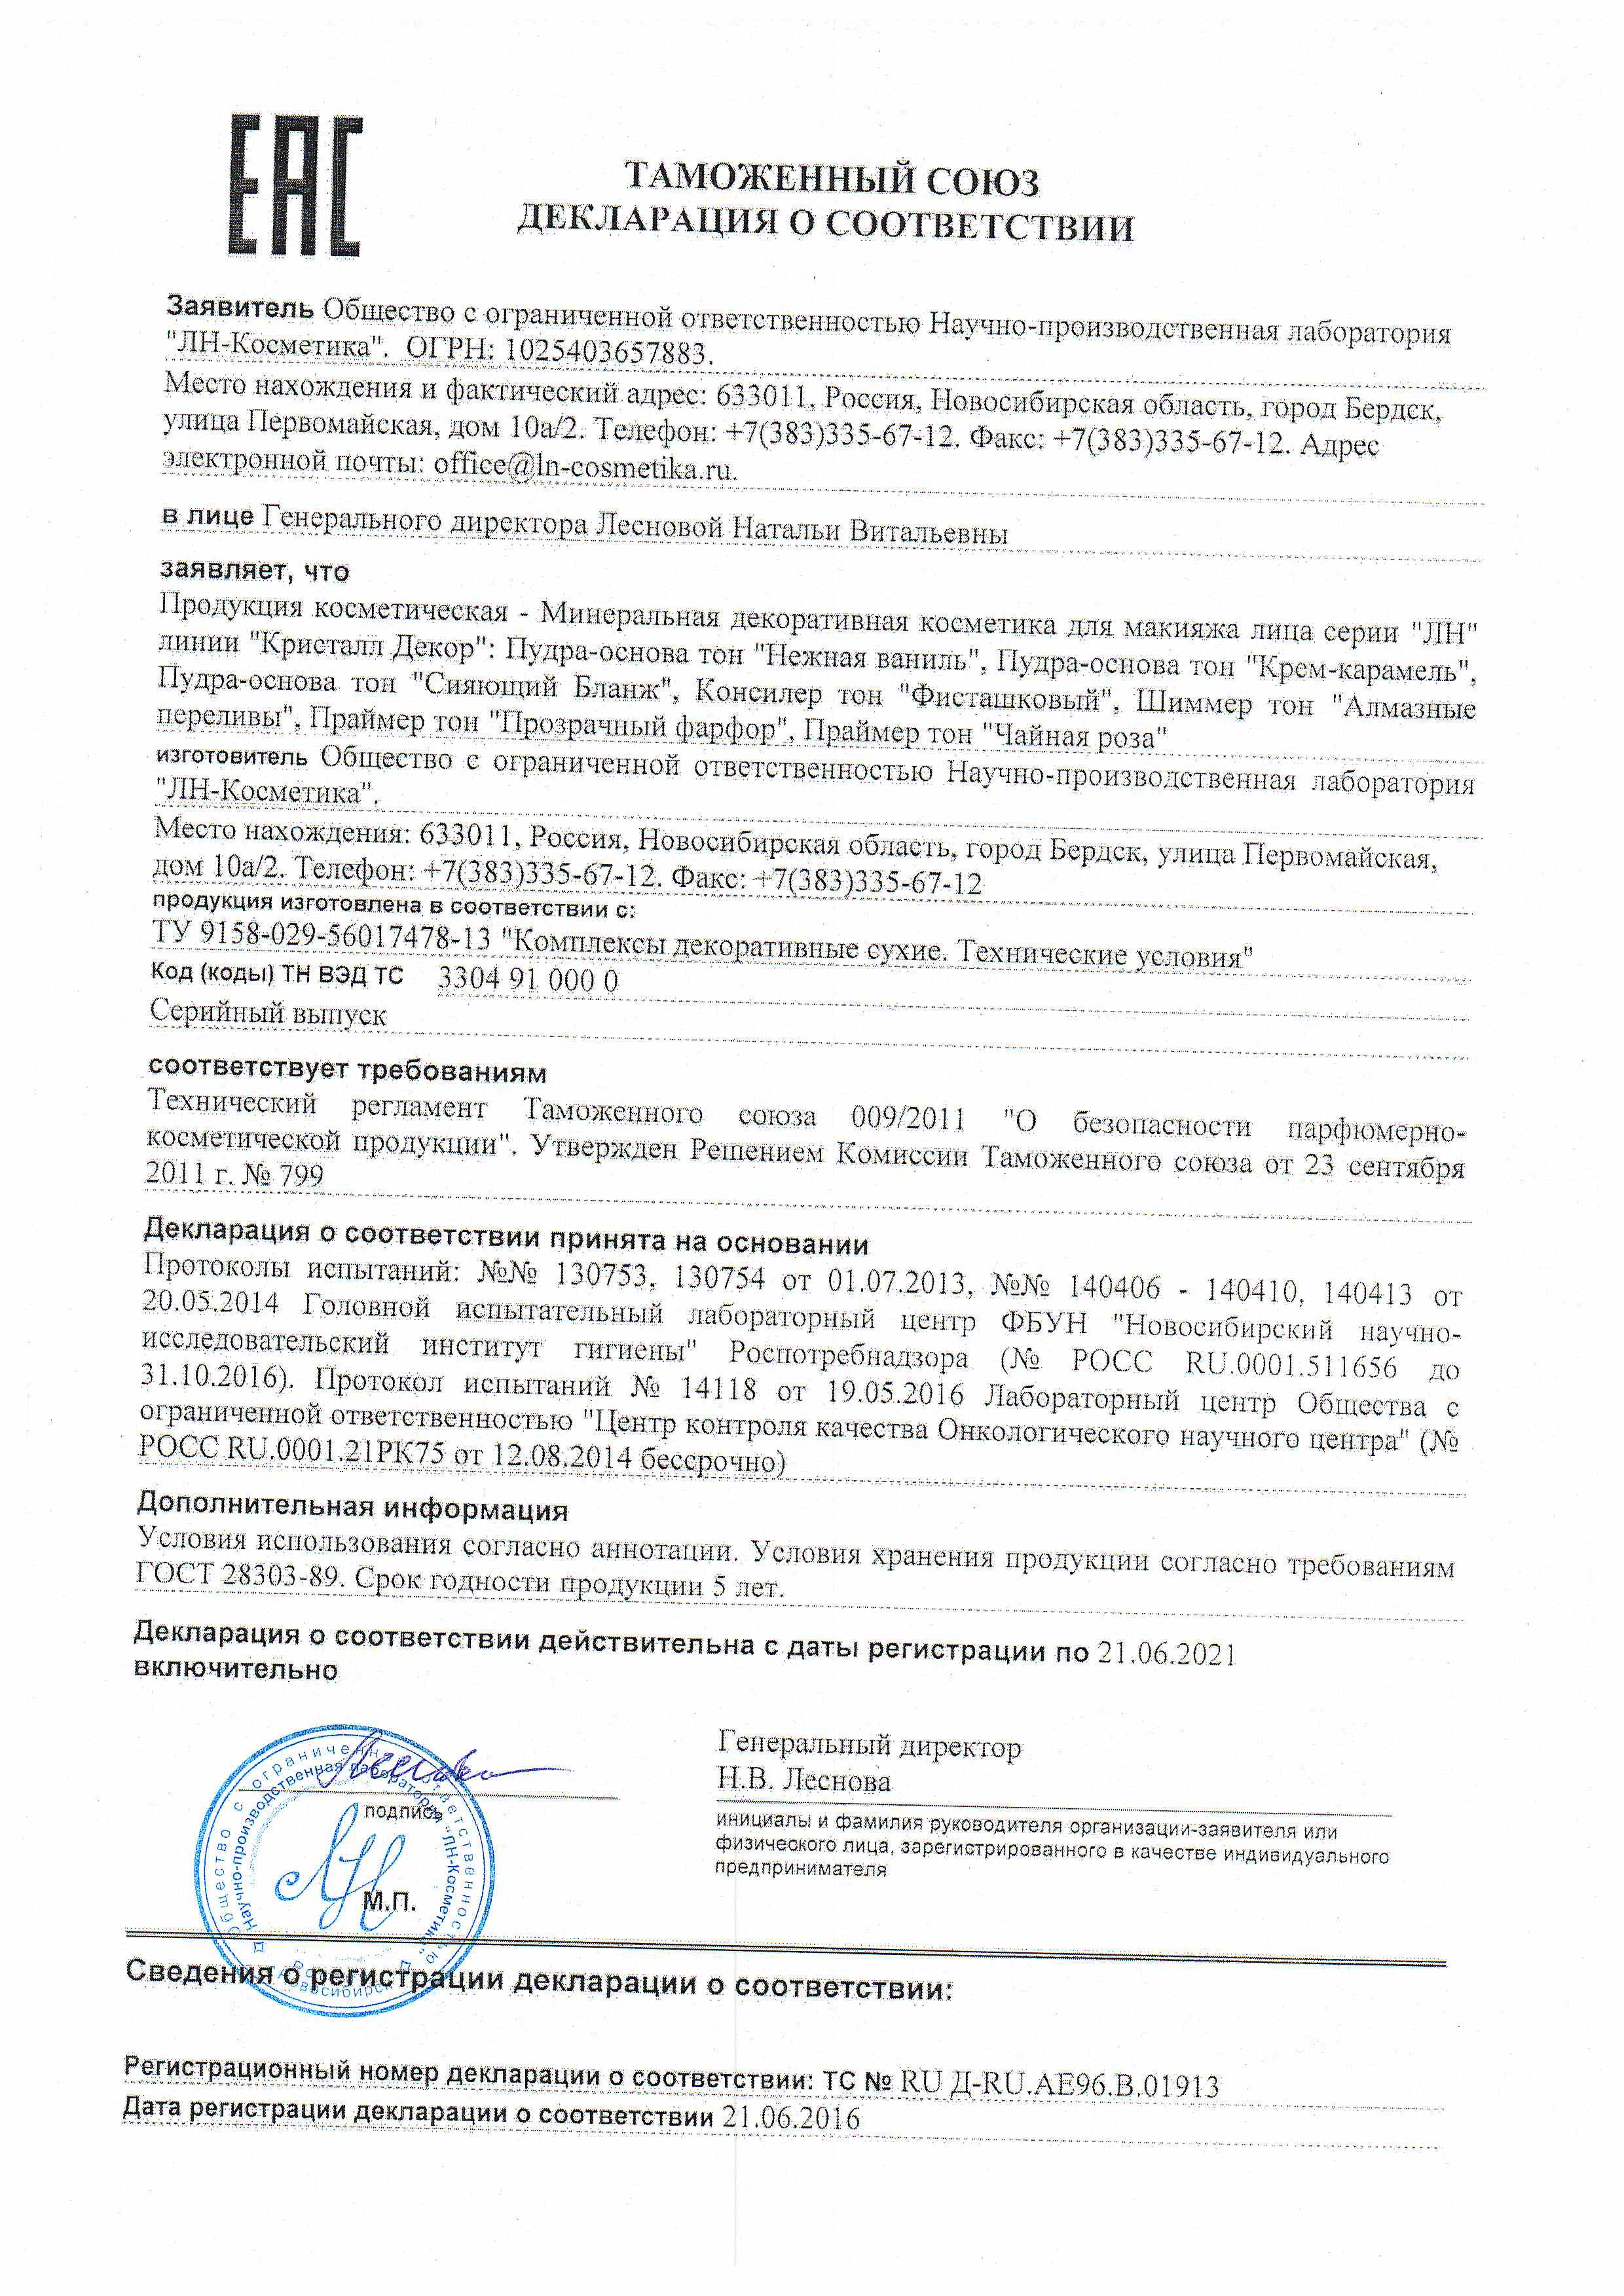 ЕАС
ТАМОЖЕННЫЙ СОЮЗ
ДЕКЛАРАЦИЯ О СООТВЕТСТВИИ
Заявитель Общество с ограниченной ответственностью Научно-производственная лаборатория
"ЛН-Косметика". ОГРН: 1025403657883.
Место нахождения и фактический адрес: 633011, Россия, Новосибирская область, город Бердск,
улица Первомайская, дом 10а/2. Телефон: +7(383)335-67-12. Факс: +7(383)335-67-12. Адрес
электронной почты: office@ln-cosmetika.ru.
в лице Генерального директора Лесновой Натальи Витальевны
заявляет, что
Продукция косметическая - Минеральная декоративная косметика для макияжа лица серии "ЛН"
линии "Кристалл Декор": Пудра-основа тон "Нежная ваниль", Пудра-основа тон "Крем-карамель",
Пудра-основа тон "Сияющий Бланж", Консилер тон "Фисташковый", Шиммер тон "Алмазные
переливы", Праймер тон "Прозрачный фарфор", Праймер тон "Чайная роза"
изготовитель Общество с ограниченной ответственностью Научно-производственная лаборатория
"ЛН-Косметика".
Место нахождения: 633011, Россия, Новосибирская область, город Бердск, улица Первомайская,
дом 10а/2. Телефон: +7(383)335-67-12. Факс: +7(383)335-67-12
продукция изготовлена в соответствии с:
ТУ 9158-029-56017478-13 "Комплексы декоративные сухие. Технические условия"
Код (коды) ТН ВЭД ТС 3304 91 000 0
Серийный выпуск
соответствует требованиям
Технический регламент Таможенного союза 009/2011 "О безопасности парфюмерно-
косметической продукции". Утвержден Решением Комиссии Таможенного союза от 23 сентября
2011 г. № 799
Декларация о соответствии принята на основании
Протоколы испытаний: №№ 130753, 130754 от 01.07.2013, №№ 140406 - 140410, 140413 от
20.05.2014 Головной испытательный лабораторный центр ФБУН "Новосибирский научно-
исследовательский институт гигиены" Роспотребнадзора (№ РОСС RU.0001.511656 до
31.10.2016). Протокол испытаний № 14118 от 19.05.2016 Лабораторный центр Общества с
ограниченной ответственностью "Центр контроля качества Онкологического научного центра" (№
РОСС RU.0001.21РК75 от 12.08.2014 бессрочно)
Дополнительная информация
Условия использования согласно аннотации. Условия хранения продукции согласно требованиям
ГОСТ 28303-89. Срок годности продукции 5 лет.
Декларация о соответствии действительна с даты регистрации по 21.06.2021
включительно
Генеральный директор
Н.В. Леснова
подпись
инициалы и фамилия руководителя организации-заявителя или
физического лица, зарегистрированного в качестве индивидуального
предпринимателя
Общество с ограниченной ответственностью
Научно-производственная лаборатория "ЛН-Косметика"
ЛН
М.П.
Сведения о регистрации декларации о соответствии:
Регистрационный номер декларации о соответствии: ТС № RU Д-RU.АЕ96.В.01913
Дата регистрации декларации о соответствии 21.06.2016